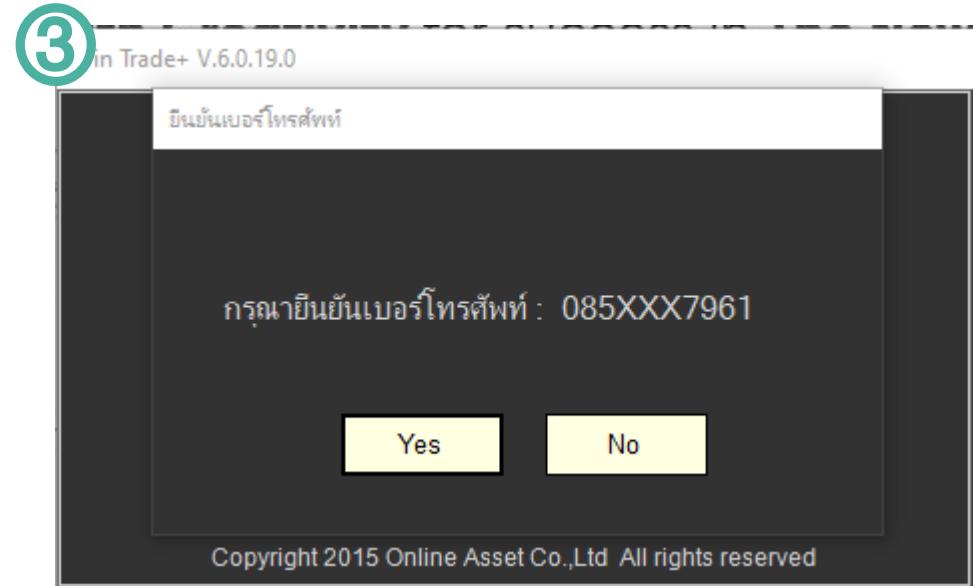 3
in Trade+ V.6.0.19.0
ยืนยันเบอร์โทรศัพท์
กรุณายืนยันเบอร์โทรศัพท์ : 085XXX7961
Yes No
Copyright 2015 Online Asset Co.,Ltd All rights reserved